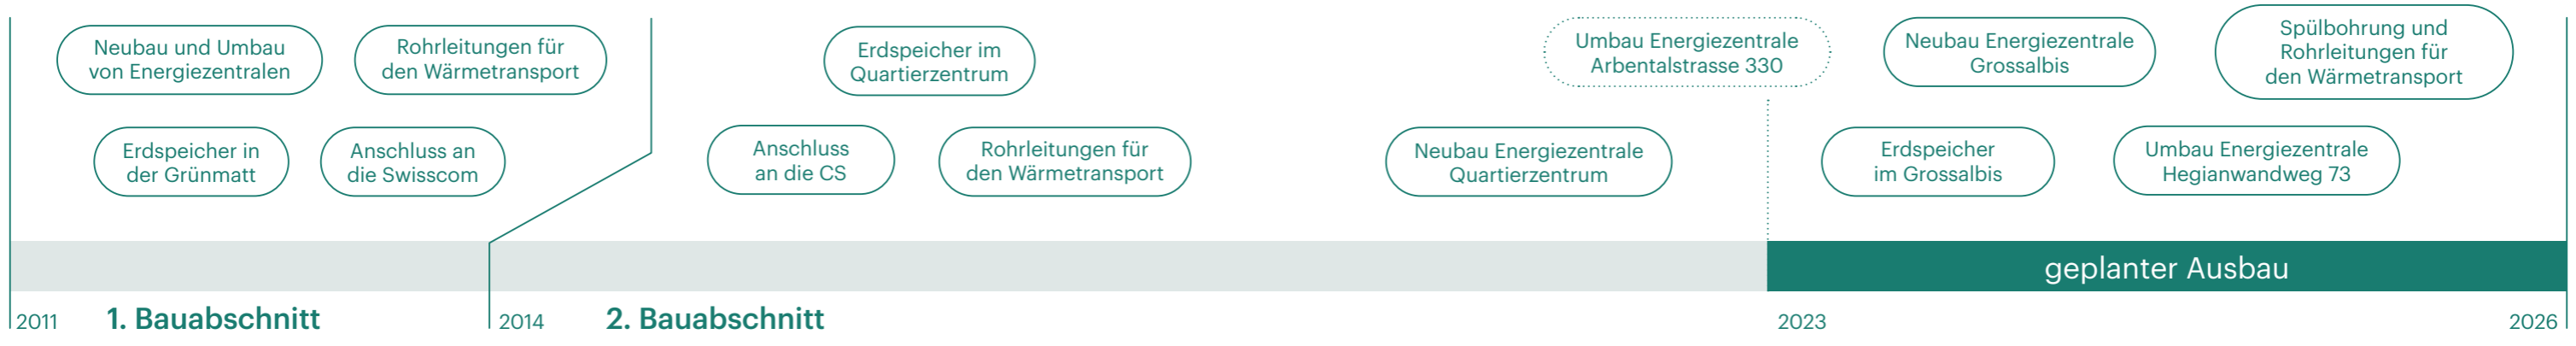 Neubau und Umbau
von Energiezentralen
Rohrleitungen für
den Wärmetransport
Erdspeicher in
der Grünmatt
Anschluss an
die Swisscom
Erdspeicher im
Quartierzentrum
Anschluss
an die CS
Rohrleitungen für
den Wärmetransport
Neubau Energiezentrale
Quartierzentrum
Umbau Energiezentrale
Arbentalstrasse 330
Neubau Energiezentrale
Grossalbis
Spülbohrung und
Rohrleitungen für
den Wärmetransport
Erdspeicher
im Grossalbis
Umbau Energiezentrale
Hegianwandweg 73
geplanter Ausbau
2011
1. Bauabschnitt
2014
2. Bauabschnitt
2023
2026